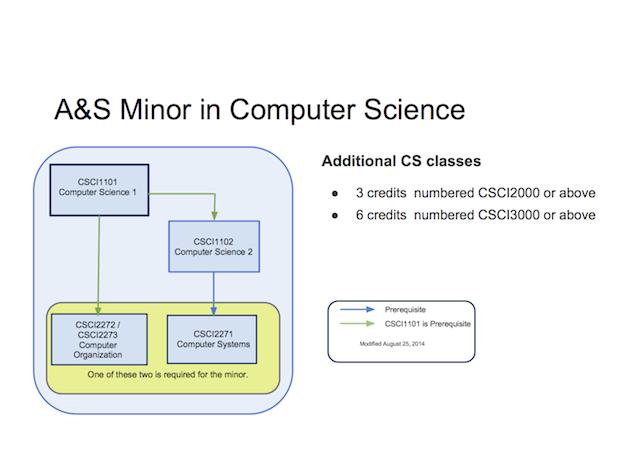 A&S Minor in Computer Science
CSCI1101
Computer Science 1
CSCI1102
Computer Science 2
CSCI2272 /
CSCI2273
Computer
Organization
CSCI2271
Computer Systems
One of these two is required for the minor.
Additional CS classes
● 3 credits numbered CSCI2000 or above
● 6 credits numbered CSCI3000 or above
Prerequisite
CSCI1101 is Prerequisite
Modified August 25, 2014